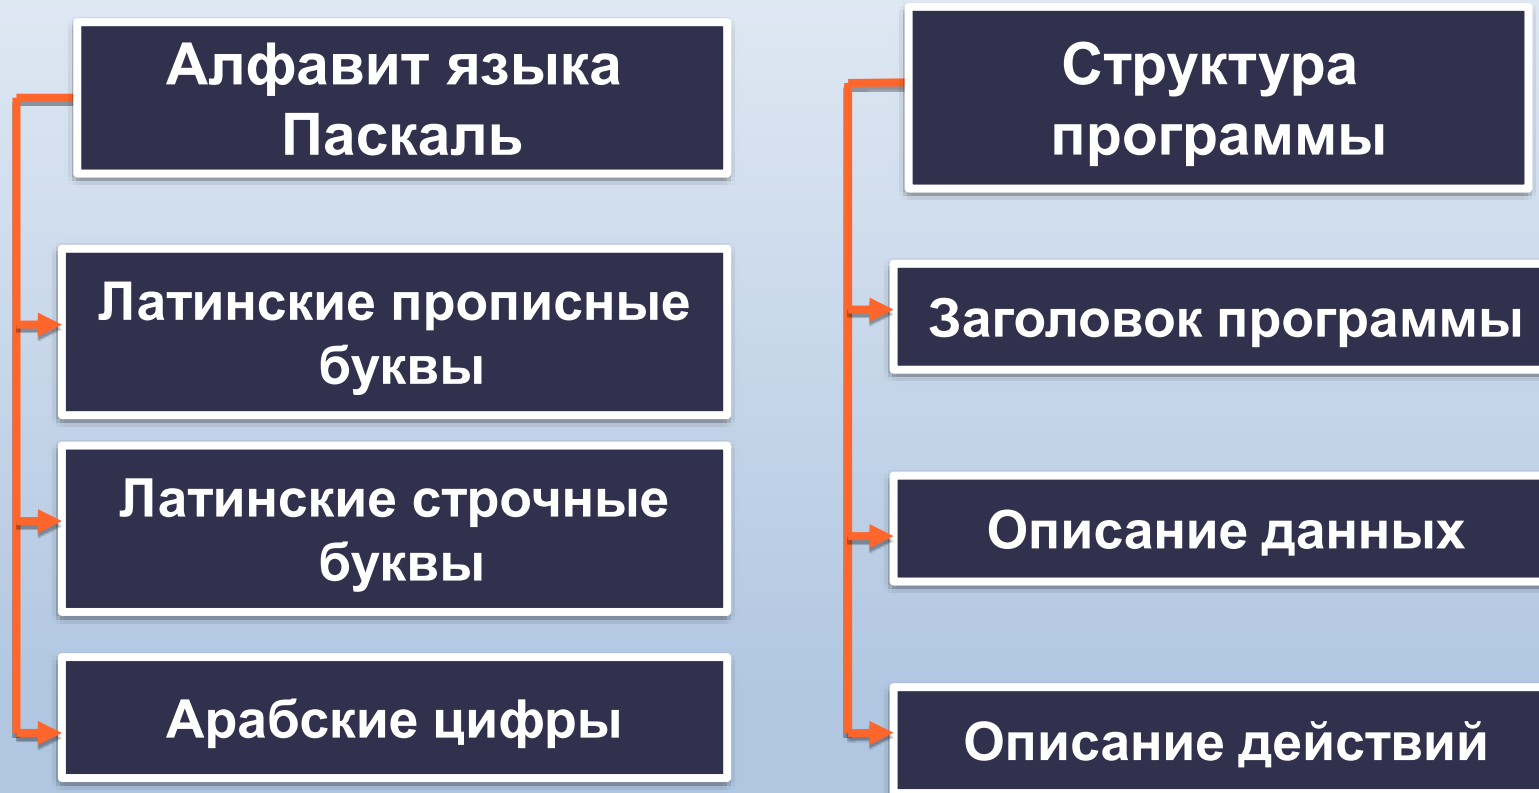 Алфавит языка
Паскаль
Латинские прописные
буквы
Латинские строчные
буквы
Арабские цифры
Структура
программы
Заголовок программы
Описание данных
Описание действий